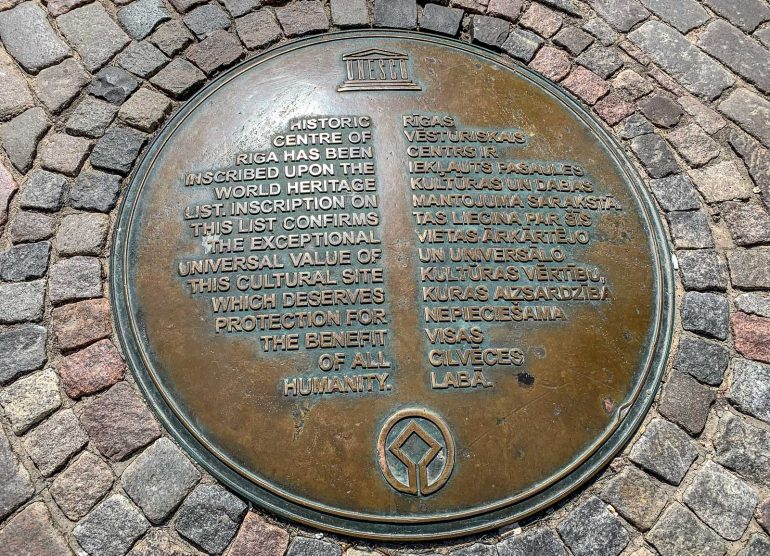 UNESCO
HISTORIC
CENTRE OF
RIGA HAS BEEN
INSCRIBED UPON THE
WORLD HERITAGE
LIST. INSCRIPTION ON
THIS LIST CONFIRMS
THE EXCEPTIONAL
UNIVERSAL VALUE OF
THIS CULTURAL SITE
WHICH DESERVES
PROTECTION FOR
THE BENEFIT
OF ALL
HUMANITY.
RĪGAS
VĒSTURISKAIS
CENTRS IR
IEKĻAUTS PASAULES
KULTŪRAS UN DABAS
MANTOJUMA SARAKSTĀ.
TAS LIECINA PAR ŠĪS
VIETAS ĀRKĀRTĒJO
UN UNIVERSĀLO
KULTŪRAS VĒRTĪBU,
KURAS AIZSARDZĪBA
NEPIECIEŠAMA
VISAS
CILVĒCES
LABĀ.